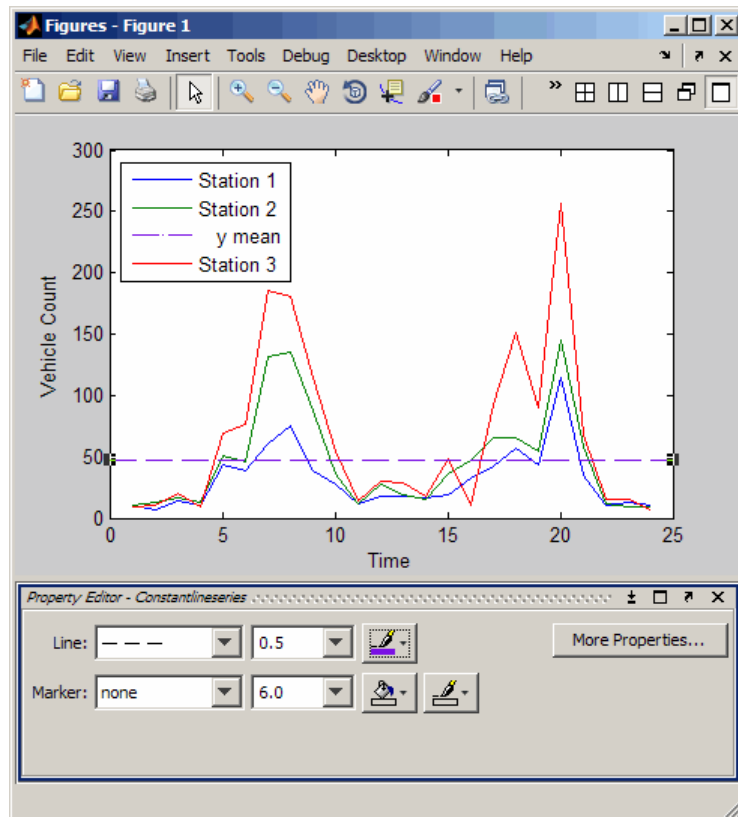 Figures - Figure 1
File Edit View Insert Tools Debug Desktop Window Help
300
250
200
150
100
50
0
Vehicle Count
Station 1
Station 2
y mean
Station 3
0 5 10 15 20 25
Time
Property Editor - Constantlineseries
Line: 0.5 More Properties...
Marker: none 6.0